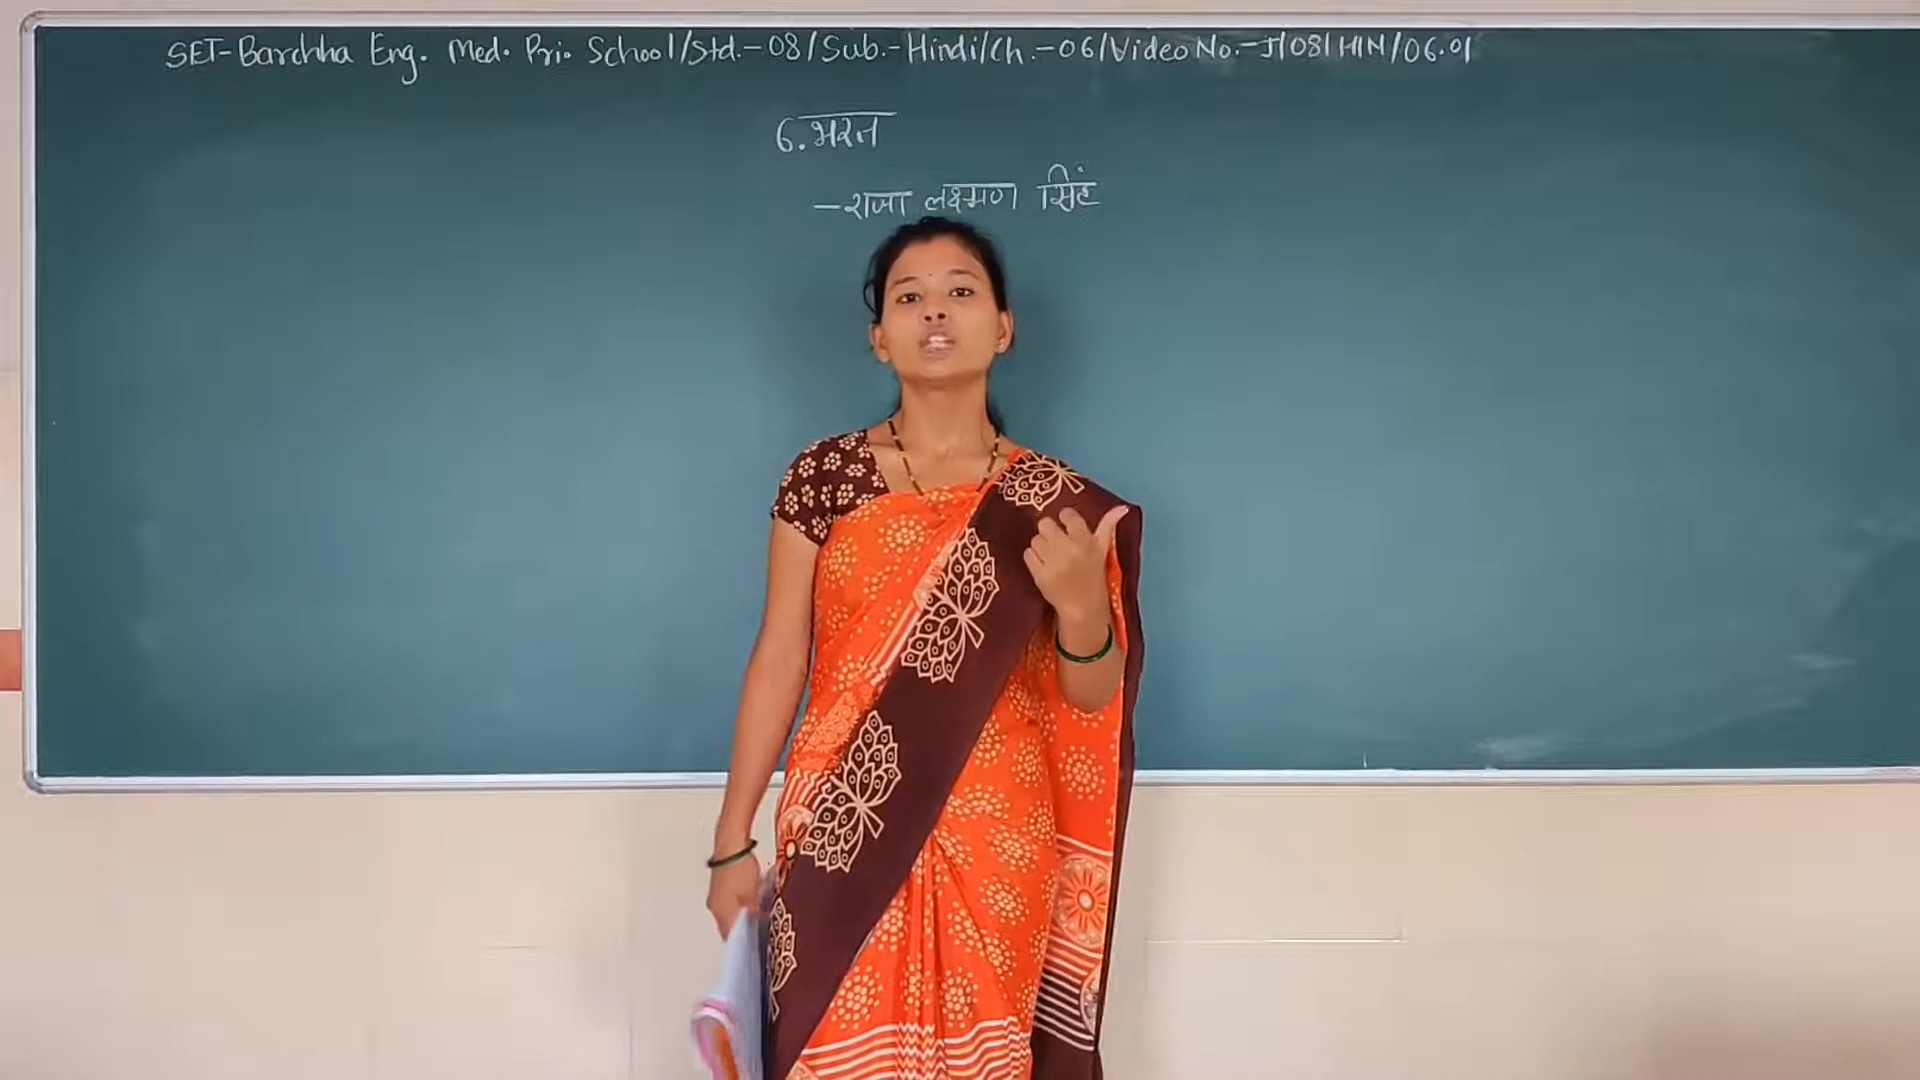 SET-Barchha Eng. Med. Pri. School/Std.-08/Sub.-Hindi/Ch.-06/Video No.-J/08/HIN/06.01
6. भरत
- राजा लक्ष्मण सिंह